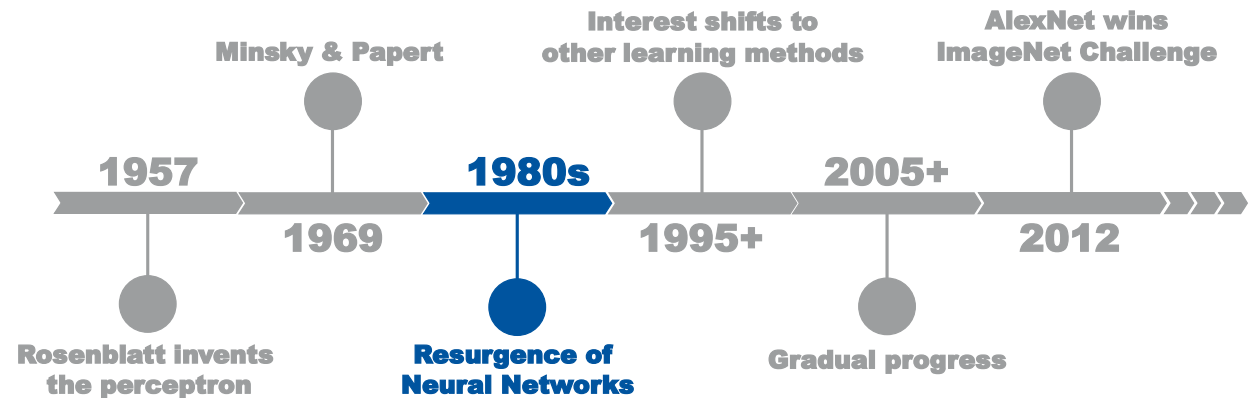 1957
Rosenblatt invents
the perceptron
Minsky & Papert
1969
1980s
Resurgence of
Neural Networks
Interest shifts to
other learning methods
1995+
2005+
Gradual progress
AlexNet wins
ImageNet Challenge
2012